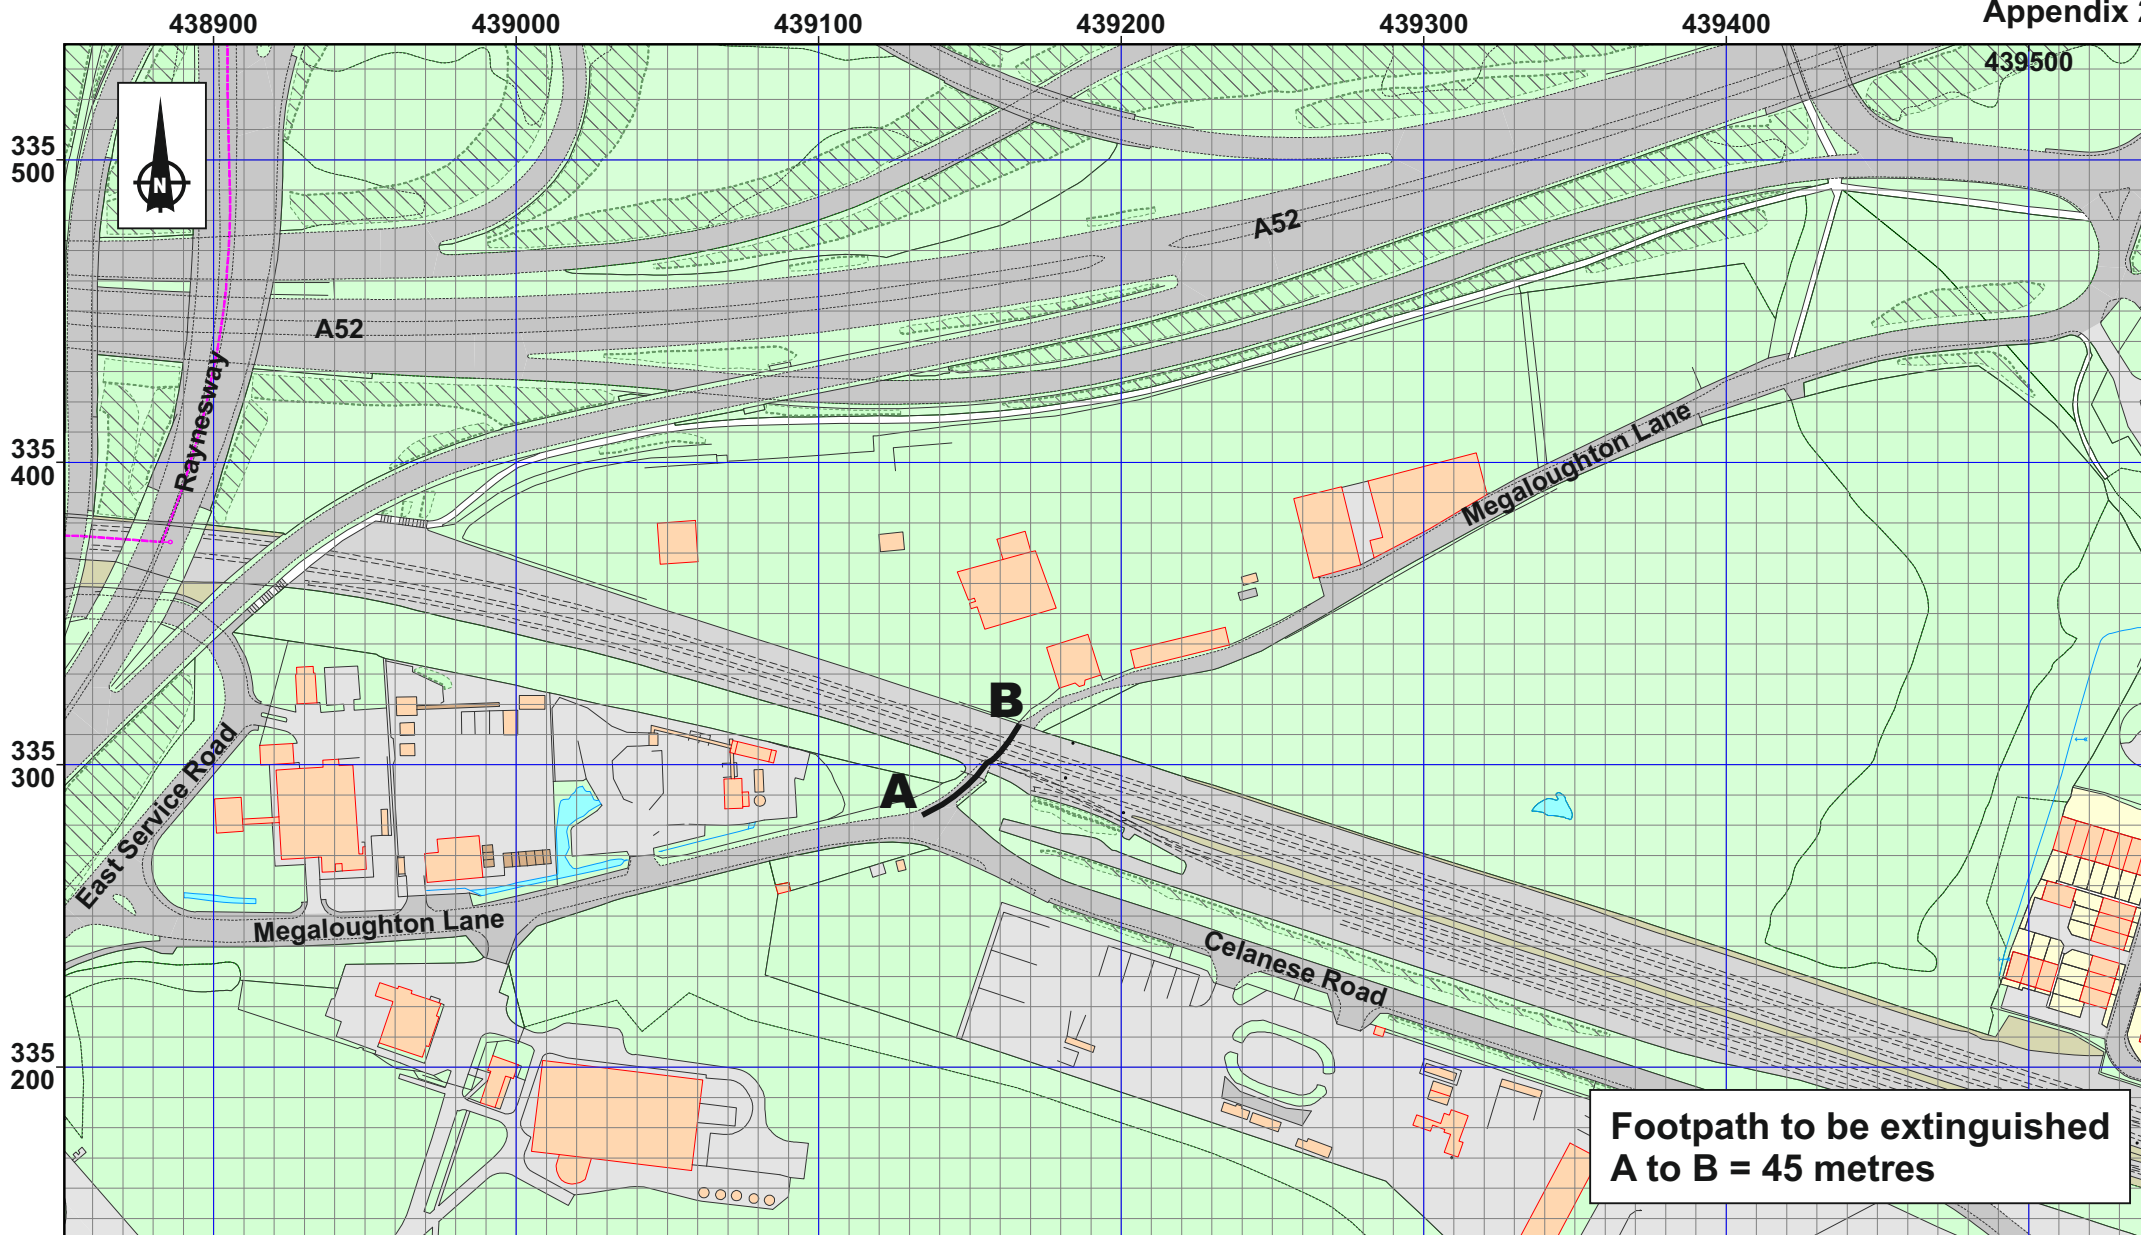 438900 439000 439100 439200 439300 439400
Appendix
439500
335
500
N
A52
A52
Raynesway
335
400
Megaloughton Lane
B
335
300
A
East Service Road
Megaloughton Lane
Celanese Road
335
200
Footpath to be extinguished
A to B = 45 metres